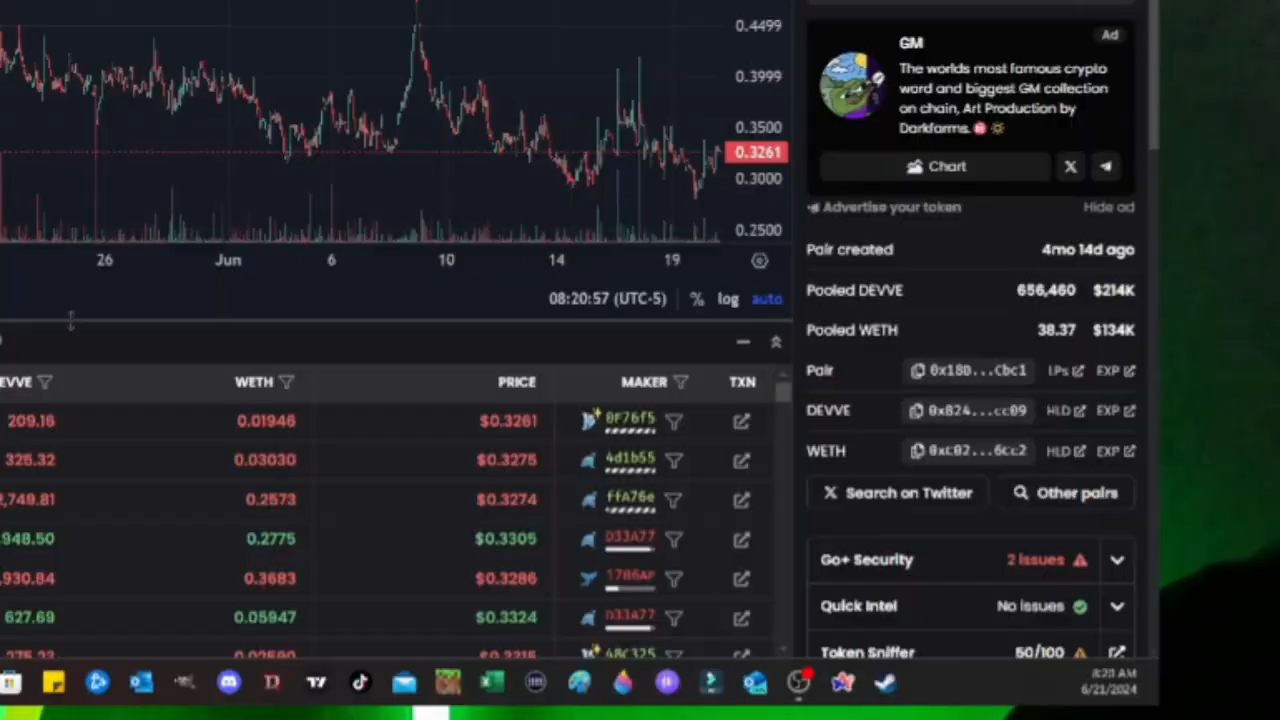 0.4499
0.3999
0.3500
0.3261
0.3000
0.2500
26 Jun 6 10 14 19
08:20:57 (UTC-5) % log auto
GM
Ad
The worlds most famous crypto
word and biggest GM collection
on chain, Art Production by
Darkfarms.
Chart
Advertise your token Hide ad
Pair created 4mo 14d ago
Pooled DEVVE 656,460 $214K
Pooled WETH 38.37 $134K
Pair 0x18D...Cbc1 LPs EXP
DEVVE 0x824...cc09 HLD EXP
WETH 0xC02...6Cc2 HLD EXP
Search on Twitter Other pairs
Go+ Security 2 issues
Quick Intel No issues
Token Sniffer 50/100
EVVE WETH PRICE MAKER TXN
209.16 0.01946 $0.3261 0F76f5
325.32 0.03030 $0.3275 4d1b55
2,749.81 0.2573 $0.3274 ffA76e
948.50 0.2775 $0.3305 D33A77
,930.84 0.3683 $0.3286
627.69 0.05947 $0.3324 D33A77
48C325
6/21/2024